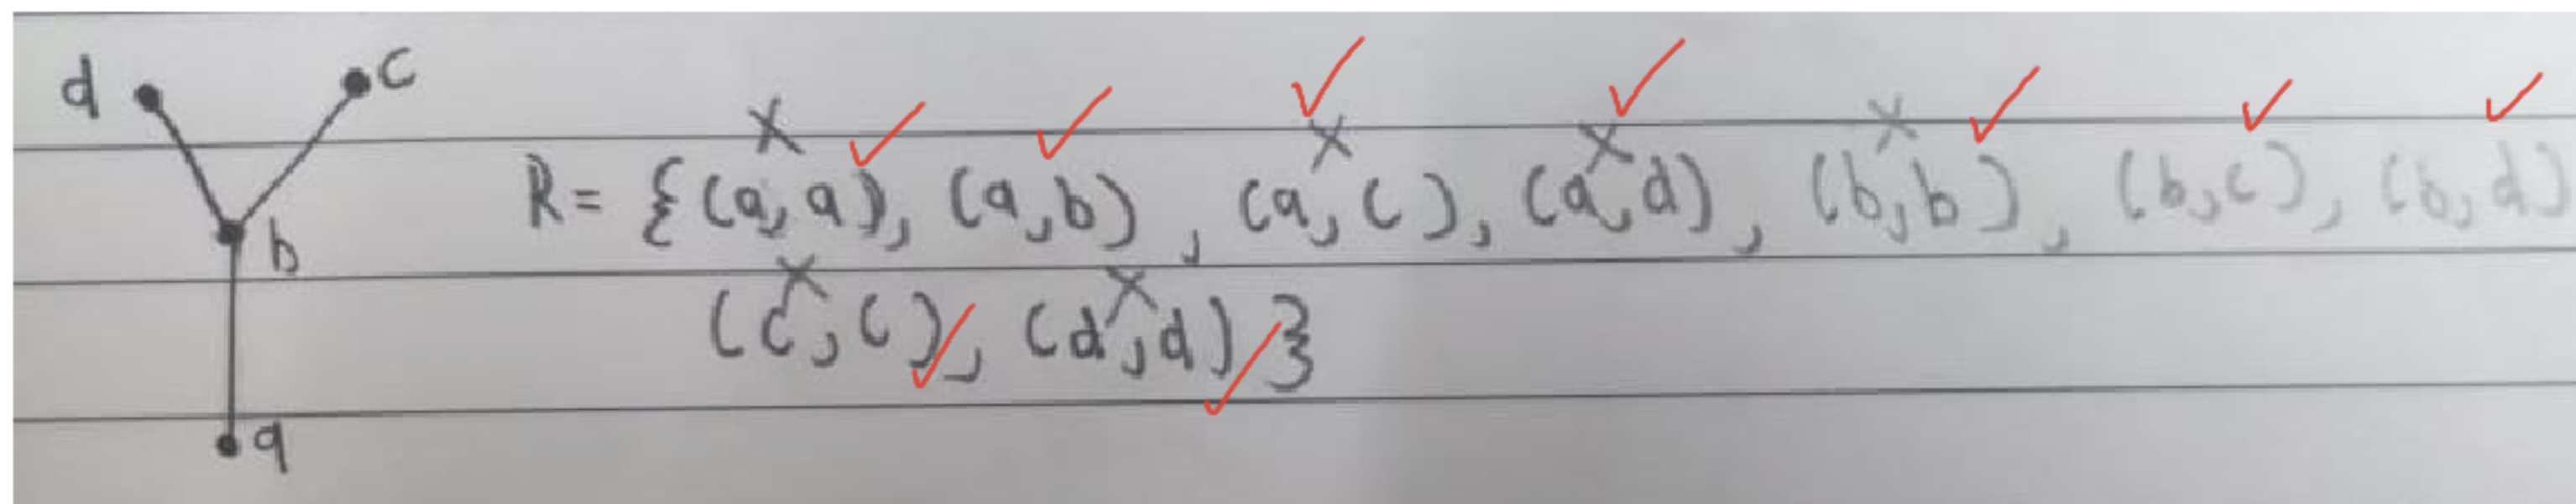 d c
R = {(a, a), (a, b), (a, c), (a, d), (b, b), (b, c), (b, d)
b
(c, c), (d, d)}
a